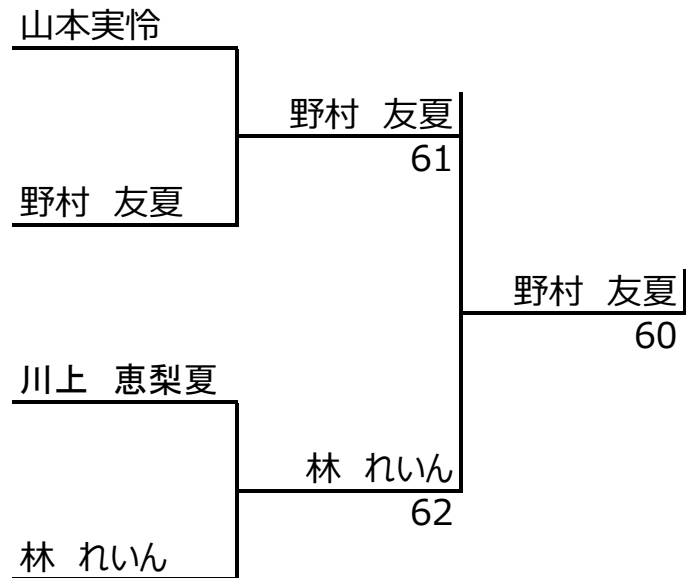 山本実怜
野村　友夏
61
野村　友夏
野村　友夏
60
川上　恵梨夏
林　れいん
62
林　れいん